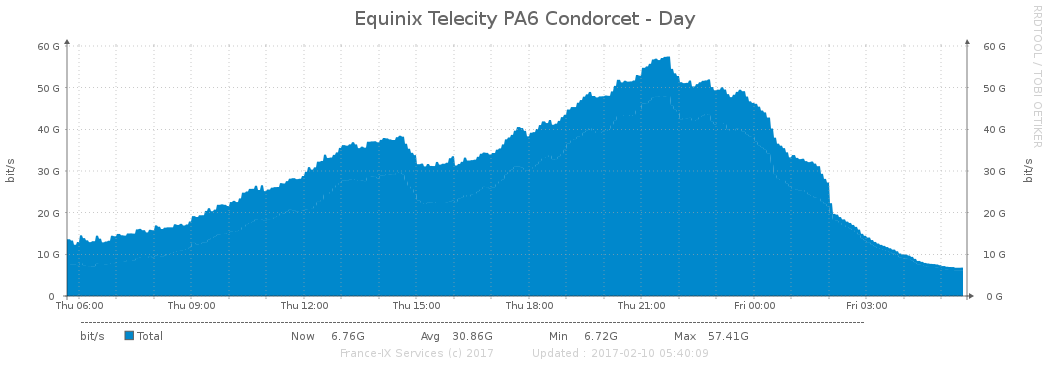 Equinix Telecity PA6 Condorcet - Day
RRDTOOL / TOBI OETIKER
bit/s
60 G 60 G
50 G 50 G
40 G 40 G
30 G 30 G
20 G 20 G
10 G 10 G
0 0 G
bit/s
Thu 06:00 Thu 09:00 Thu 12:00 Thu 15:00 Thu 18:00 Thu 21:00 Fri 00:00 Fri 03:00
bit/s Total Now 6.76G Avg 30.86G Min 6.72G Max 57.41G
France-IX Services (c) 2017 Updated : 2017-02-10 05:40:09